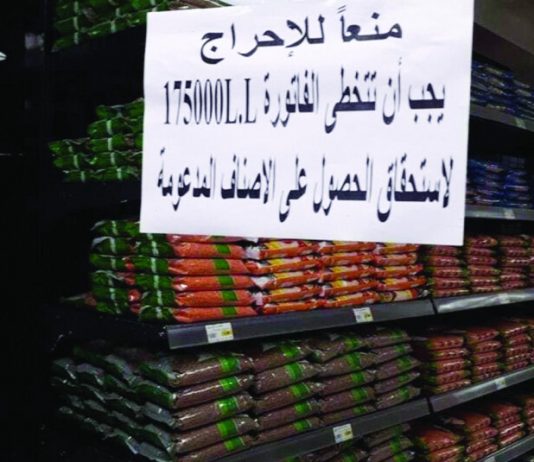 منعاً للإحراج
يجب أن تتخطى الفاتورة 175000L.L
لاستحقاق الحصول على الاصناف المدعومة